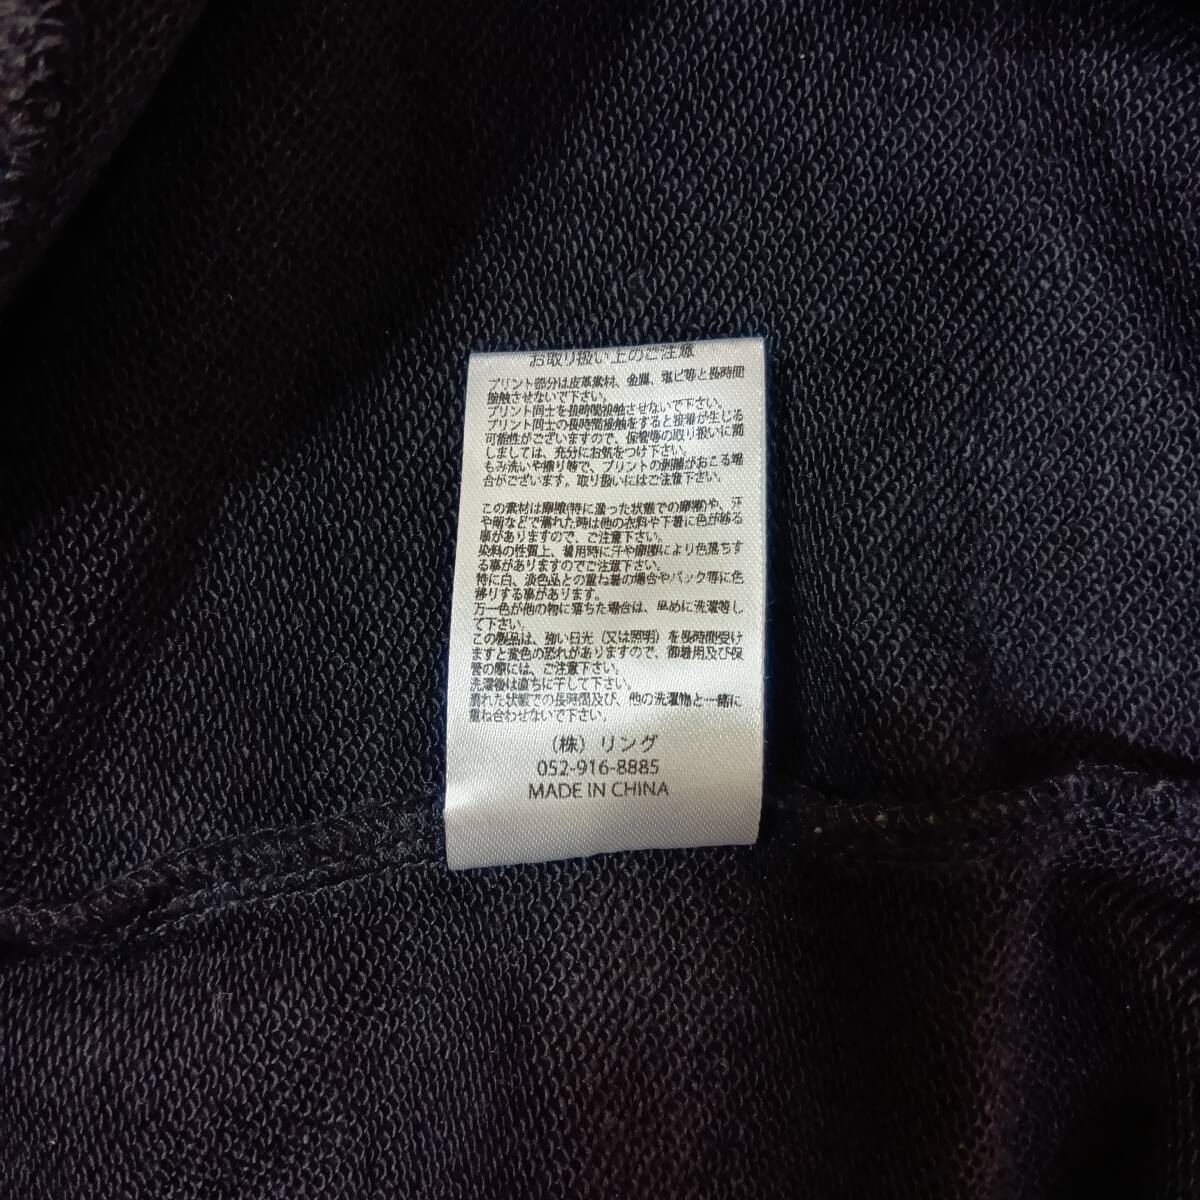 お取り扱い上のご注意
プリント部分は皮革素材、金属、塩ビ等と長時間
接触させないで下さい。
プリント同士を長時間接触させないで下さい。
プリント同士の長時間接触をすると接着が生じる
可能性がございますので、保管等の取り扱いに関
しましては、充分にお気をつけ下さい。
もみ洗いや擦り等で、プリントの剥離がおこる場
合がございます。取り扱いにはご注意下さい。
この素材は摩擦(特に湿った状態での摩擦)や、汗
や雨などで濡れた時は他の衣料や下着に色が移る
事がありますので、ご注意下さい。
染料の性質上、着用時に汗や摩擦により色落ちす
る事がありますのでご注意下さい。
特に白、淡色品との重ね着の場合やバック等に色
移りする事があります。
万一色が他の物に落ちた場合は、早めに洗濯等し
て下さい。
この製品は、強い日光（又は照明）を長時間受け
ますと変色の恐れがありますので、御着用及び保
管の際には、ご注意下さい。
洗濯後は直ちに干して下さい。
濡れた状態での長時間及び、他の洗濯物と一緒に
重ね合わせないで下さい。
（株）リング
052-916-8885
MADE IN CHINA